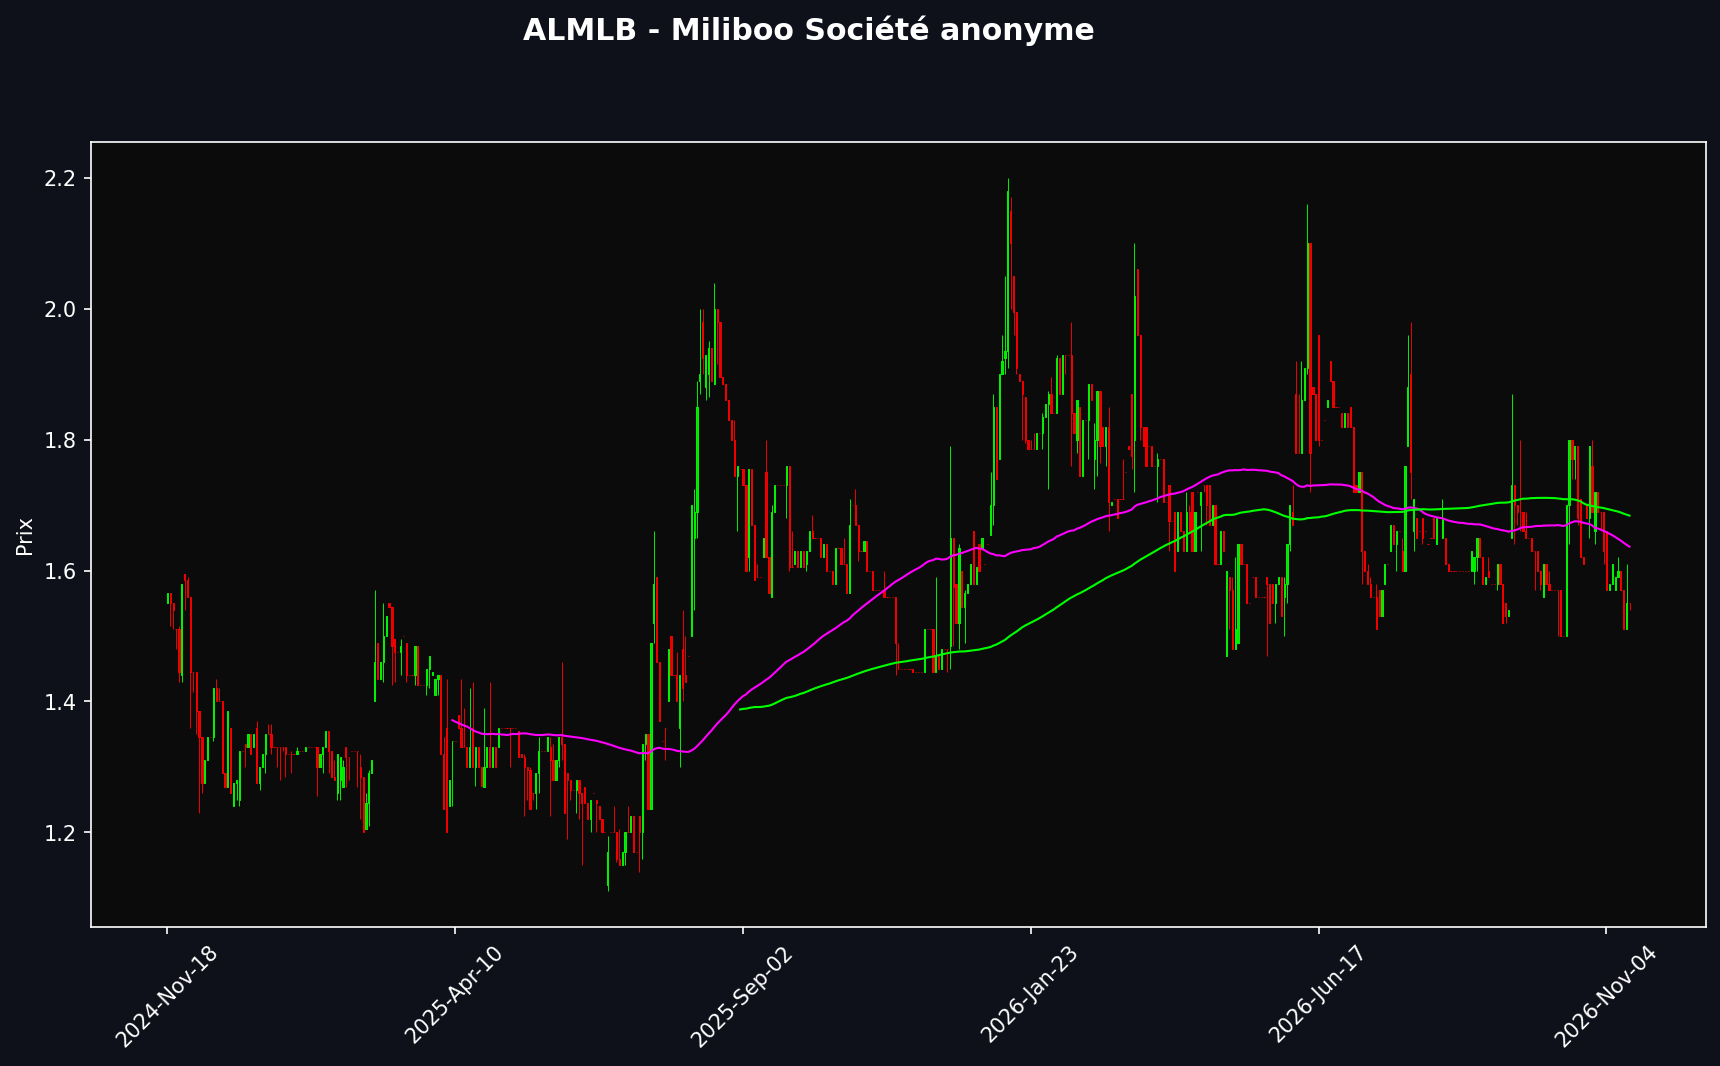 ALMLB - Miliboo Société anonyme
Prix
2.2
2.0
1.8
1.6
1.4
1.2
2024-Nov-18
2025-Apr-10
2025-Sep-02
2026-Jan-23
2026-Jun-17
2026-Nov-04